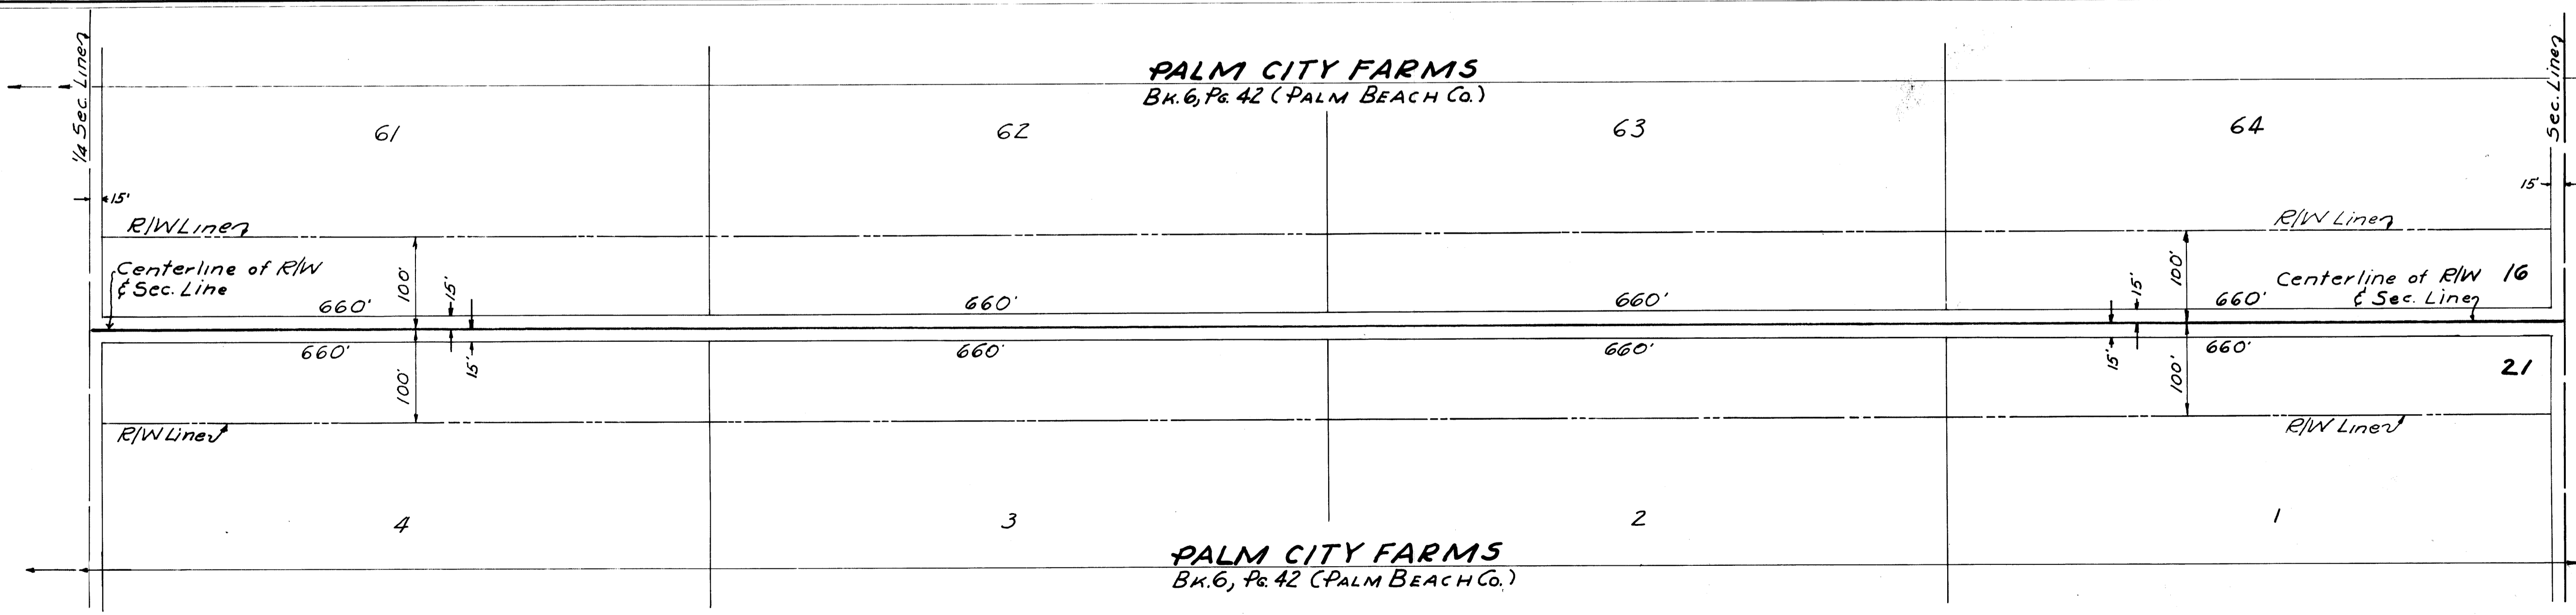 1/4 Sec. Line
PALM CITY FARMS
BK. 6, PG. 42 (PALM BEACH CO.)
Sec. Line
61
62
63
64
15'
15'
R/W Line
R/W Line
Centerline of R/W
& Sec. Line
100'
15'
660'
660'
660'
15'
100'
660'
Centerline of R/W
& Sec. Line
16
660'
100'
15'
660'
660'
15'
100'
660'
21
R/W Line
R/W Line
4
3
2
1
PALM CITY FARMS
BK. 6, PG. 42 (PALM BEACH CO.)